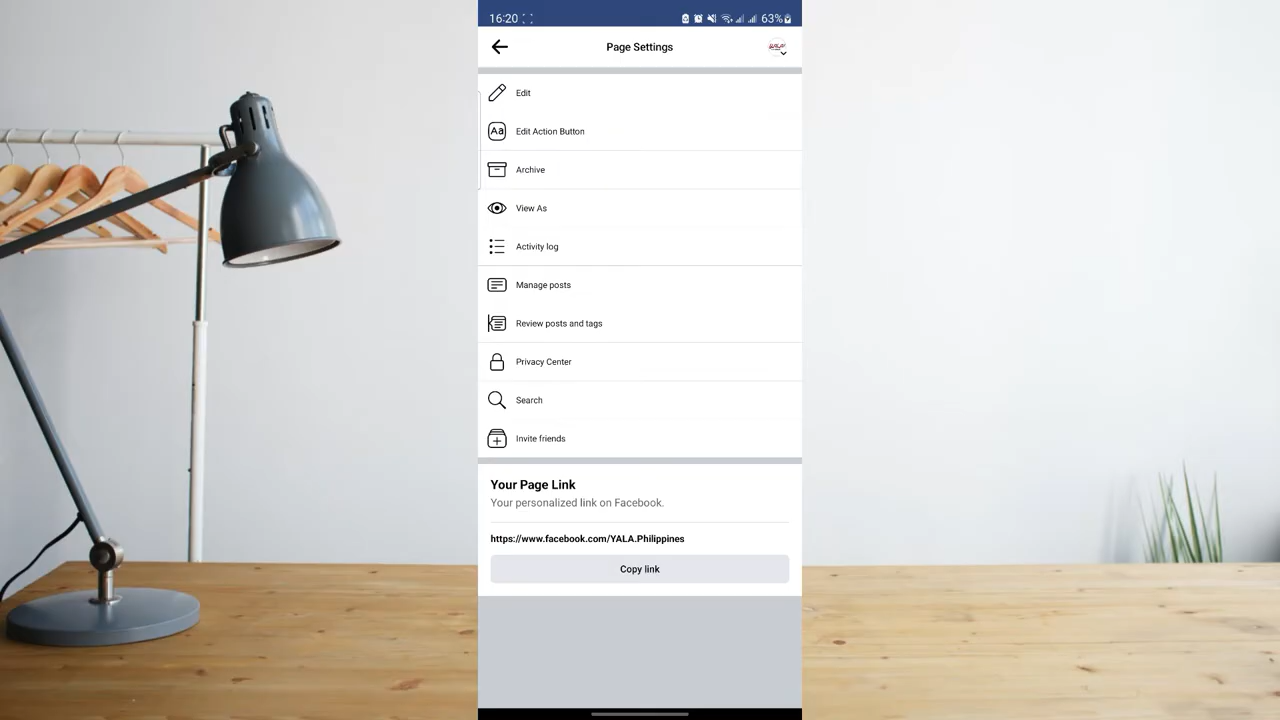 16:20
63%
Page Settings
Edit
Aa
Edit Action Button
Archive
View As
Activity log
Manage posts
Review posts and tags
Privacy Center
Search
Invite friends
Your Page Link
Your personalized link on Facebook.
https://www.facebook.com/YALA.Philippines
Copy link